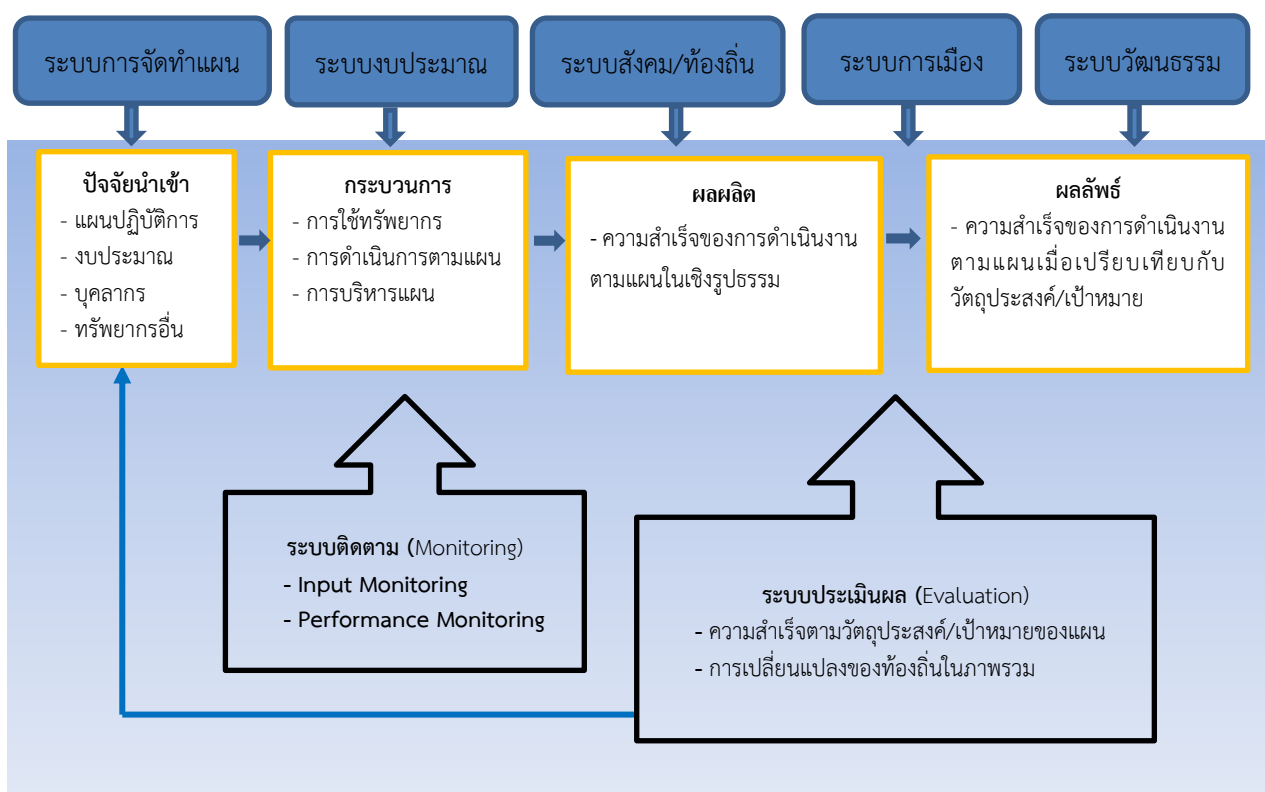 ระบบการจัดทำแผน
ระบบงบประมาณ
ระบบสังคม/ท้องถิ่น
ระบบการเมือง
ระบบวัฒนธรรม
ปัจจัยนำเข้า
- แผนปฏิบัติการ
- งบประมาณ
- บุคลากร
- ทรัพยากรอื่น
กระบวนการ
- การใช้ทรัพยากร
- การดำเนินการตามแผน
- การบริหารแผน
ผลผลิต
- ความสำเร็จของการดำเนินงาน
ตามแผนในเชิงรูปธรรม
ผลลัพธ์
- ความสำเร็จของการดำเนินงาน
ตามแผนเมื่อเปรียบเทียบกับ
วัตถุประสงค์/เป้าหมาย
ระบบติดตาม (Monitoring)
- Input Monitoring
- Performance Monitoring
ระบบประเมินผล (Evaluation)
- ความสำเร็จตามวัตถุประสงค์/เป้าหมายของแผน
- การเปลี่ยนแปลงของท้องถิ่นในภาพรวม